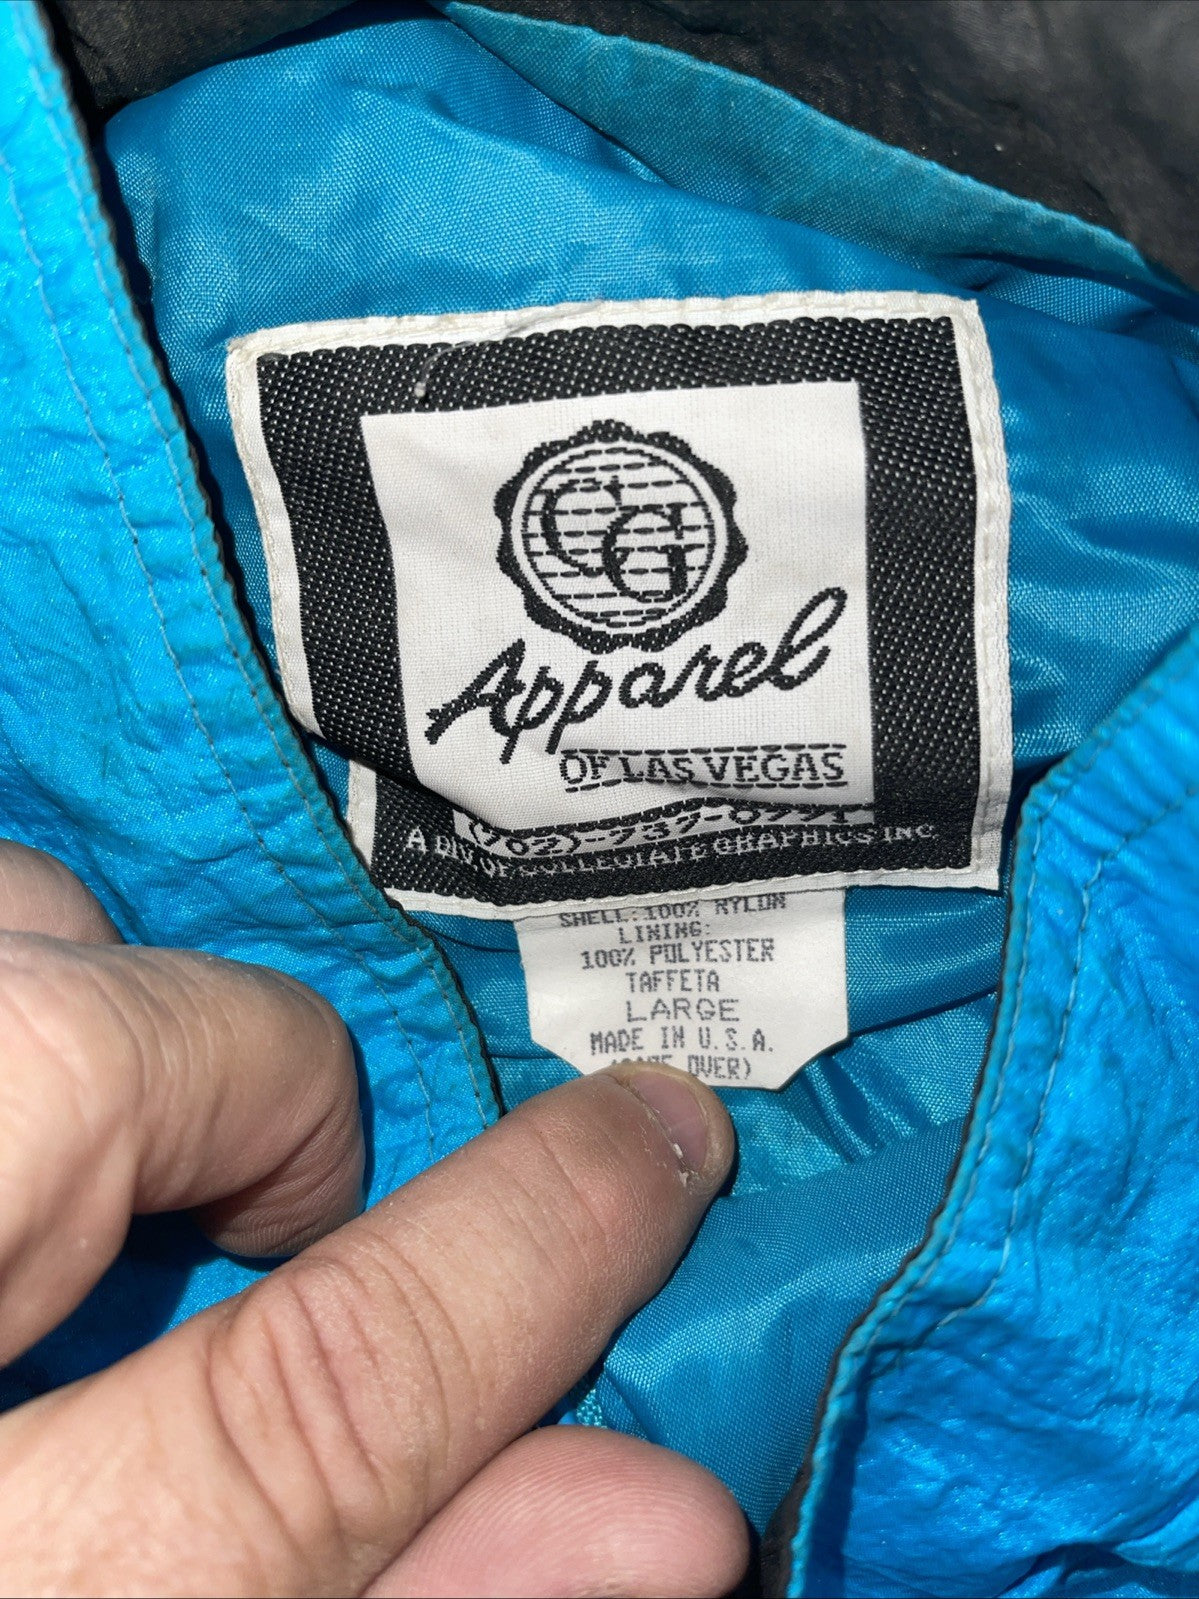 CG
Apparel
OF LAS VEGAS
(702)-737-0771
A DIV. OF COLLEGIATE GRAPHICS INC
SHELL: 100% NYLON
LINING:
100% POLYESTER
TAFFETA
LARGE
MADE IN U.S.A.
OVER)